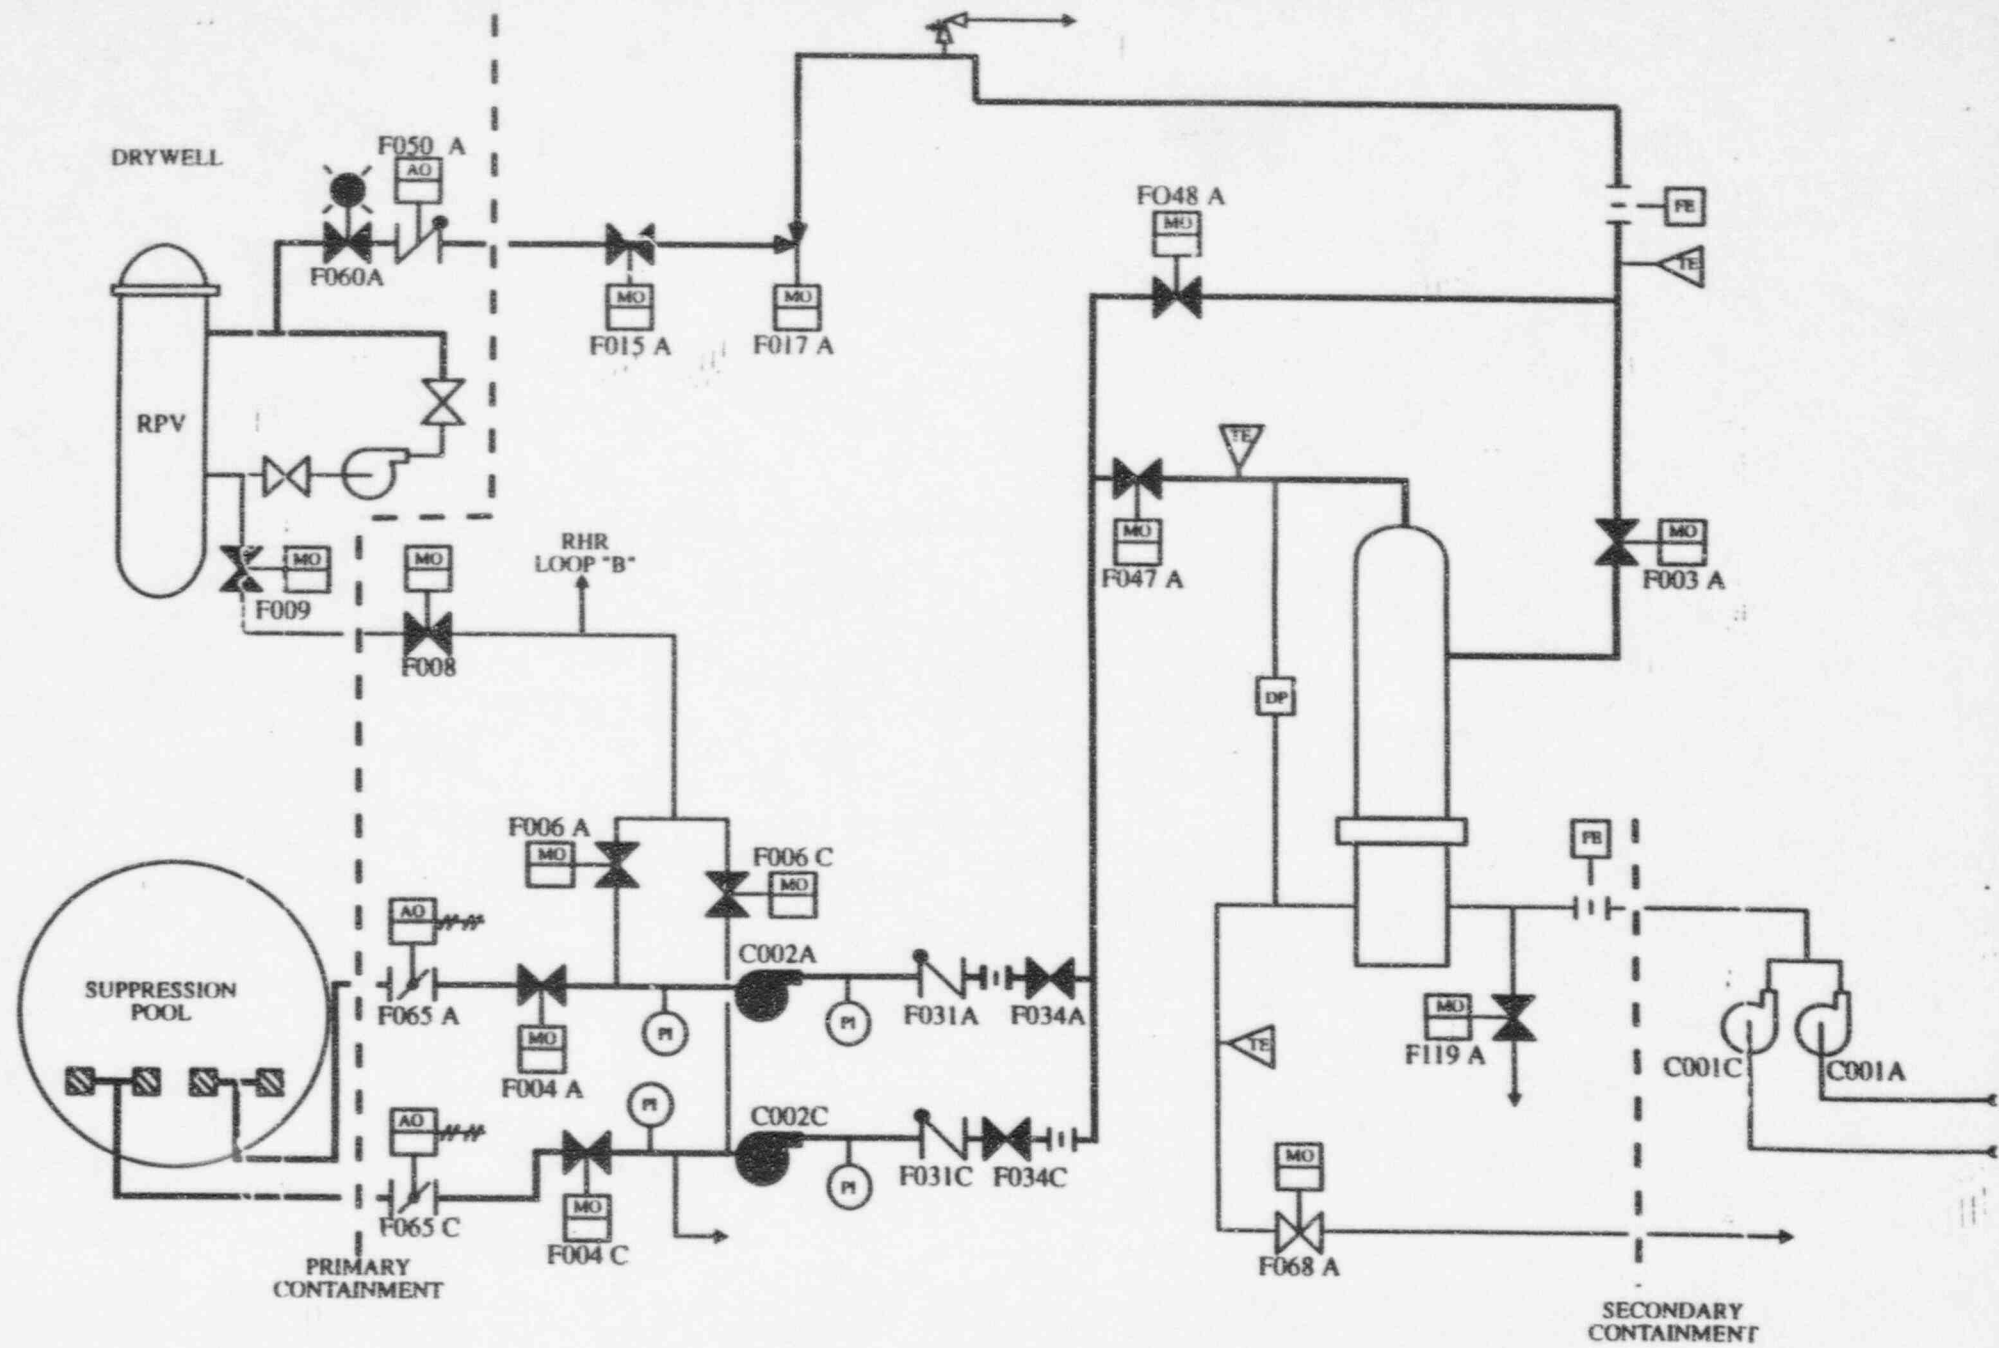 DRYWELL
F050 A
AO
F060A
MO
F015 A
MO
F017 A
FO48 A
MO
FE
TE
RPV
TE
MO
F047 A
MO
F003 A
RHR
LOOP "B"
MO
F009
MO
F008
DP
F006 A
MO
F006 C
MO
FE
SUPPRESSION
POOL
AO
F065 A
MO
F004 A
PI
C002A
PI
F031A
F034A
MO
F119 A
TE
C001C
C001A
AO
F065 C
PI
MO
F004 C
C002C
PI
F031C
F034C
MO
F068 A
PRIMARY
CONTAINMENT
SECONDARY
CONTAINMENT